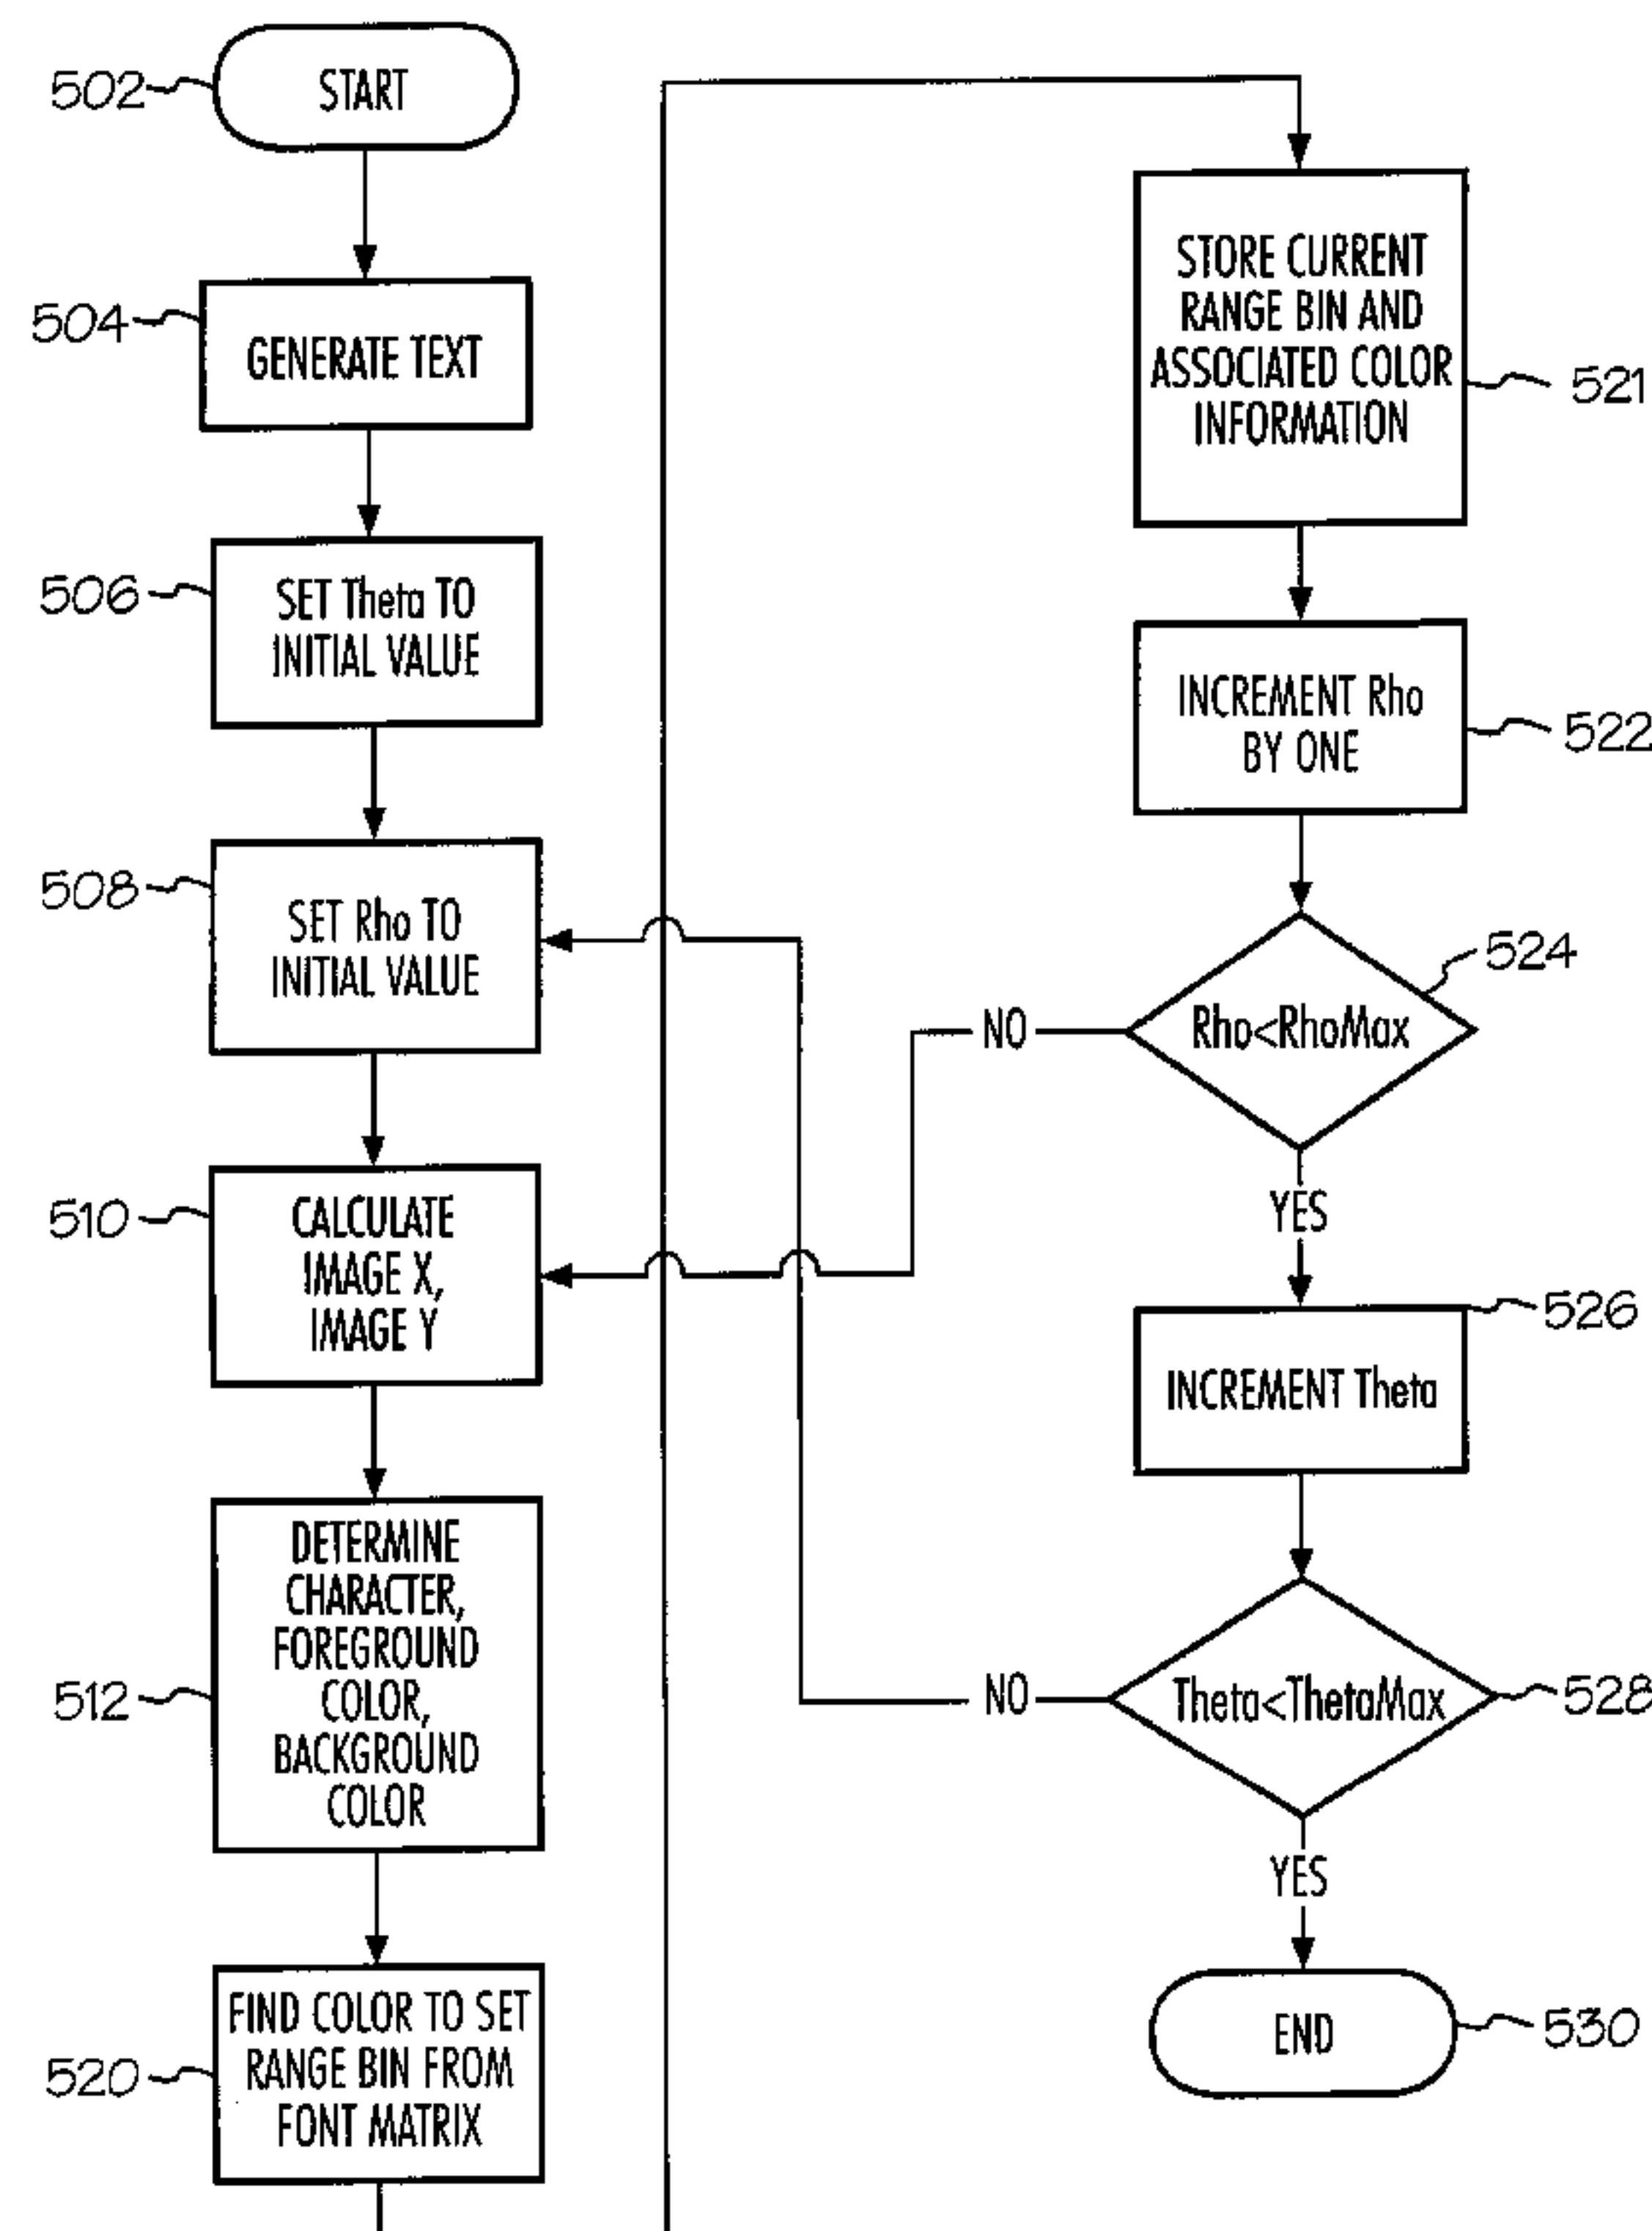 502
START
504
GENERATE TEXT
506
SET Theta TO
INITIAL VALUE
508
SET Rho TO
INITIAL VALUE
510
CALCULATE
IMAGE X,
IMAGE Y
512
DETERMINE
CHARACTER,
FOREGROUND
COLOR,
BACKGROUND
COLOR
520
FIND COLOR TO SET
RANGE BIN FROM
FONT MATRIX
STORE CURRENT
RANGE BIN AND
ASSOCIATED COLOR
INFORMATION
521
INCREMENT Rho
BY ONE
522
524
Rho<RhoMax
NO
YES
526
INCREMENT Theta
Theta<ThetaMax
528
NO
YES
END
530